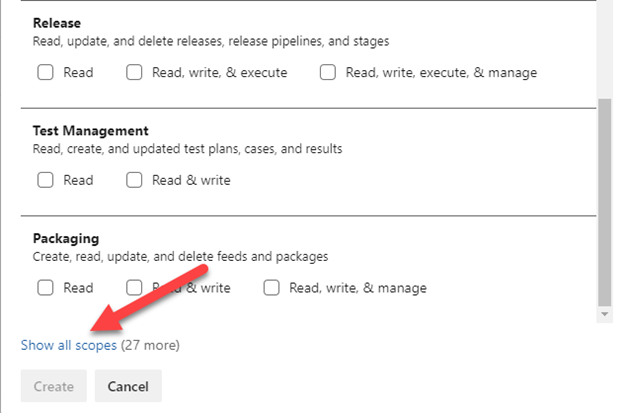 Release
Read, update, and delete releases, release pipelines, and stages
Read Read, write, & execute Read, write, execute, & manage
Test Management
Read, create, and updated test plans, cases, and results
Read Read & write
Packaging
Create, read, update, and delete feeds and packages
Read Read & write Read, write, & manage
Show all scopes (27 more)
Create Cancel